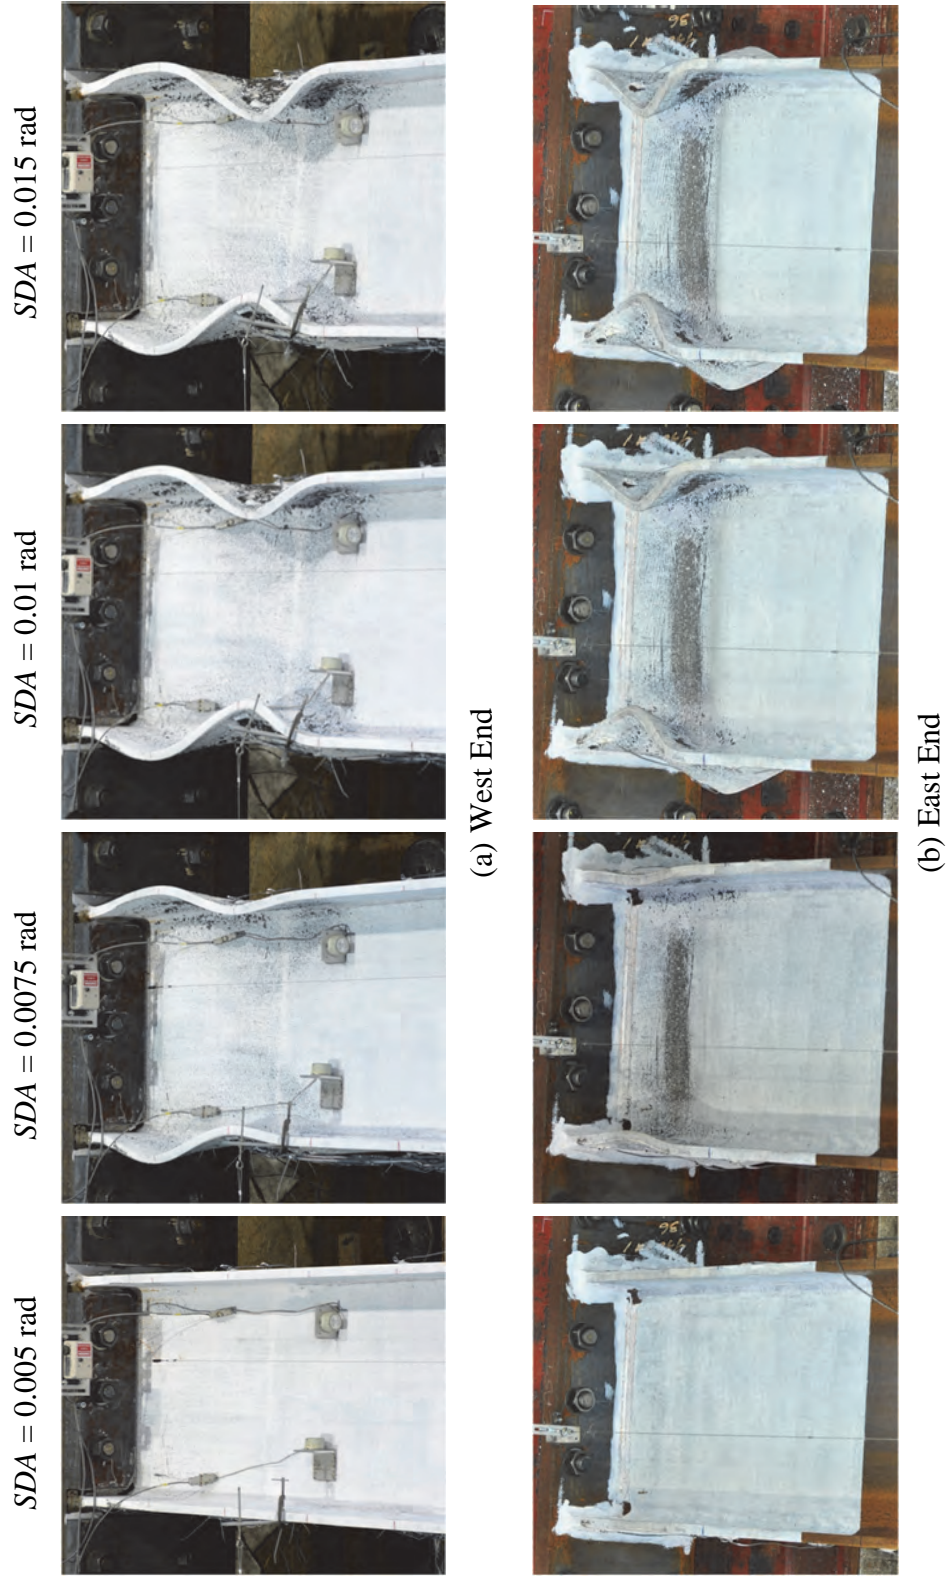 SDA = 0.005 rad
SDA = 0.0075 rad
SDA = 0.01 rad
SDA = 0.015 rad
(a) West End
(b) East End